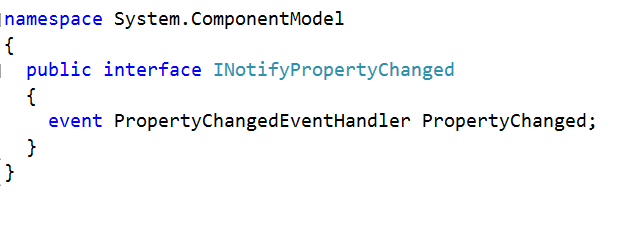 namespace System.ComponentModel
{
public interface INotifyPropertyChanged
{
event PropertyChangedEventHandler PropertyChanged;
}
}